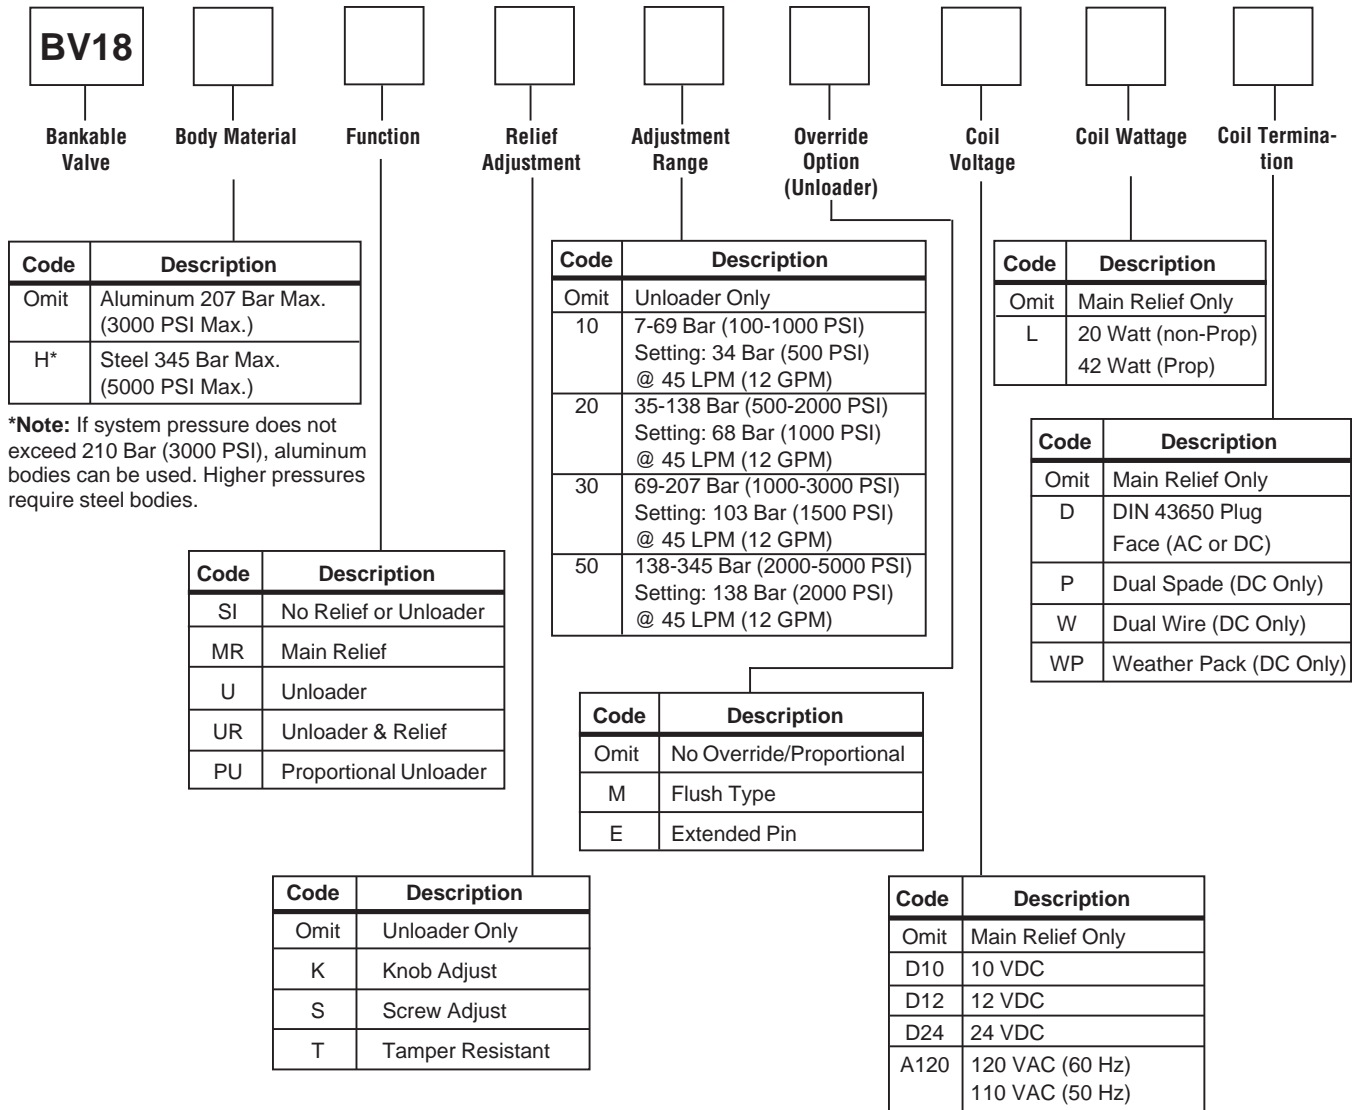 BV18
Bankable
Valve
Body Material
Function
Relief
Adjustment
Adjustment
Range
Override
Option
(Unloader)
Coil
Voltage
Coil Wattage
Coil Termina-
tion
Code Description
Omit Aluminum 207 Bar Max.
(3000 PSI Max.)
H* Steel 345 Bar Max.
(5000 PSI Max.)
*Note: If system pressure does not
exceed 210 Bar (3000 PSI), aluminum
bodies can be used. Higher pressures
require steel bodies.
Code Description
SI No Relief or Unloader
MR Main Relief
U Unloader
UR Unloader & Relief
PU Proportional Unloader
Code Description
Omit Unloader Only
K Knob Adjust
S Screw Adjust
T Tamper Resistant
Code Description
Omit Unloader Only
10 7-69 Bar (100-1000 PSI)
Setting: 34 Bar (500 PSI)
@ 45 LPM (12 GPM)
20 35-138 Bar (500-2000 PSI)
Setting: 68 Bar (1000 PSI)
@ 45 LPM (12 GPM)
30 69-207 Bar (1000-3000 PSI)
Setting: 103 Bar (1500 PSI)
@ 45 LPM (12 GPM)
50 138-345 Bar (2000-5000 PSI)
Setting: 138 Bar (2000 PSI)
@ 45 LPM (12 GPM)
Code Description
Omit No Override/Proportional
M Flush Type
E Extended Pin
Code Description
Omit Main Relief Only
D10 10 VDC
D12 12 VDC
D24 24 VDC
A120 120 VAC (60 Hz)
110 VAC (50 Hz)
Code Description
Omit Main Relief Only
L 20 Watt (non-Prop)
42 Watt (Prop)
Code Description
Omit Main Relief Only
D DIN 43650 Plug
Face (AC or DC)
P Dual Spade (DC Only)
W Dual Wire (DC Only)
WP Weather Pack (DC Only)